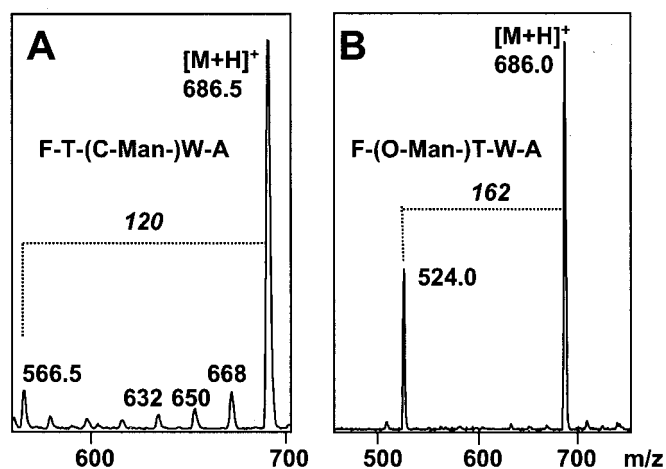 A
[M+H]+
686.5
F-T-(C-Man-)W-A
120
566.5
632
650
668
600
700
B
[M+H]+
686.0
F-(O-Man-)T-W-A
162
524.0
500
600
700
m/z